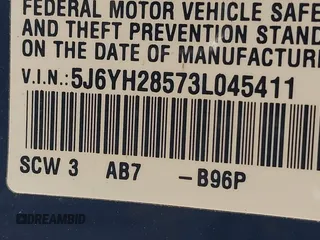 FEDERAL MOTOR VEHICLE SAFE
AND THEFT PREVENTION STAND
ON THE DATE OF MANUFACTUR
V.I.N.: 5J6YH28573L045411
SCW 3 AB7 -B96P
DREAMBID